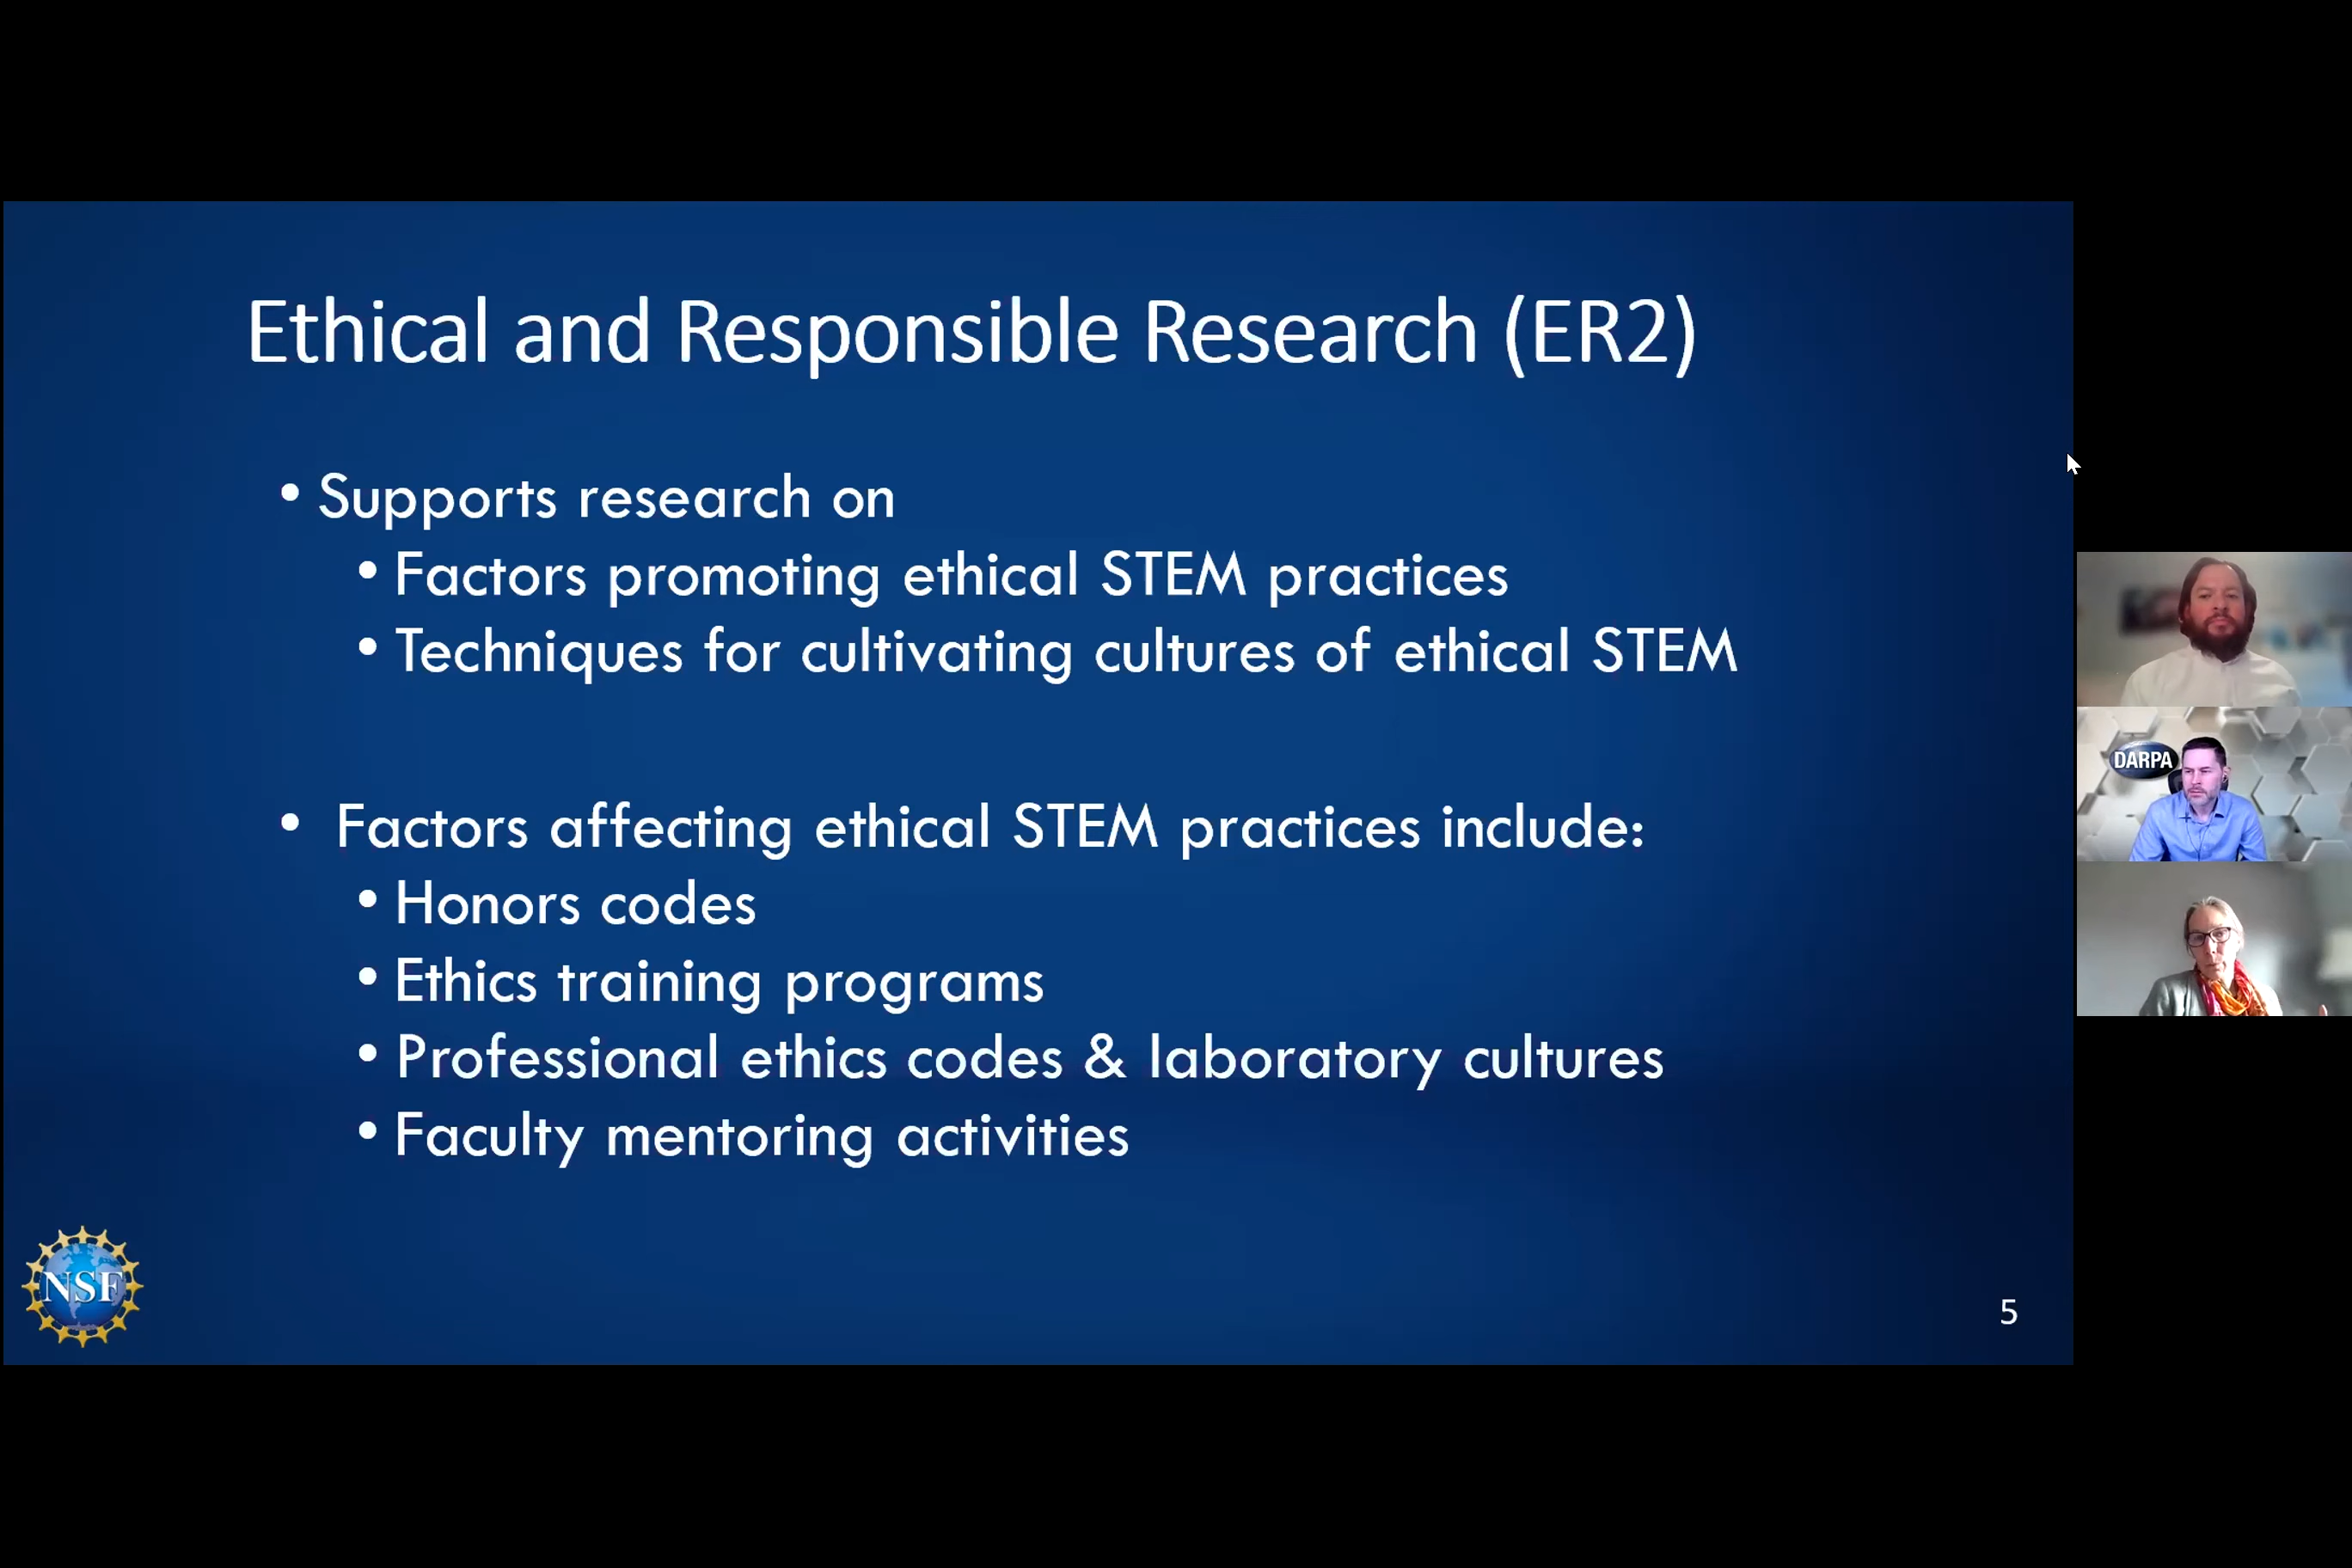 Ethical and Responsible Research (ER2)
• Supports research on
• Factors promoting ethical STEM practices
• Techniques for cultivating cultures of ethical STEM
• Factors affecting ethical STEM practices include:
• Honors codes
• Ethics training programs
• Professional ethics codes & laboratory cultures
• Faculty mentoring activities
NSF
5
DARPA